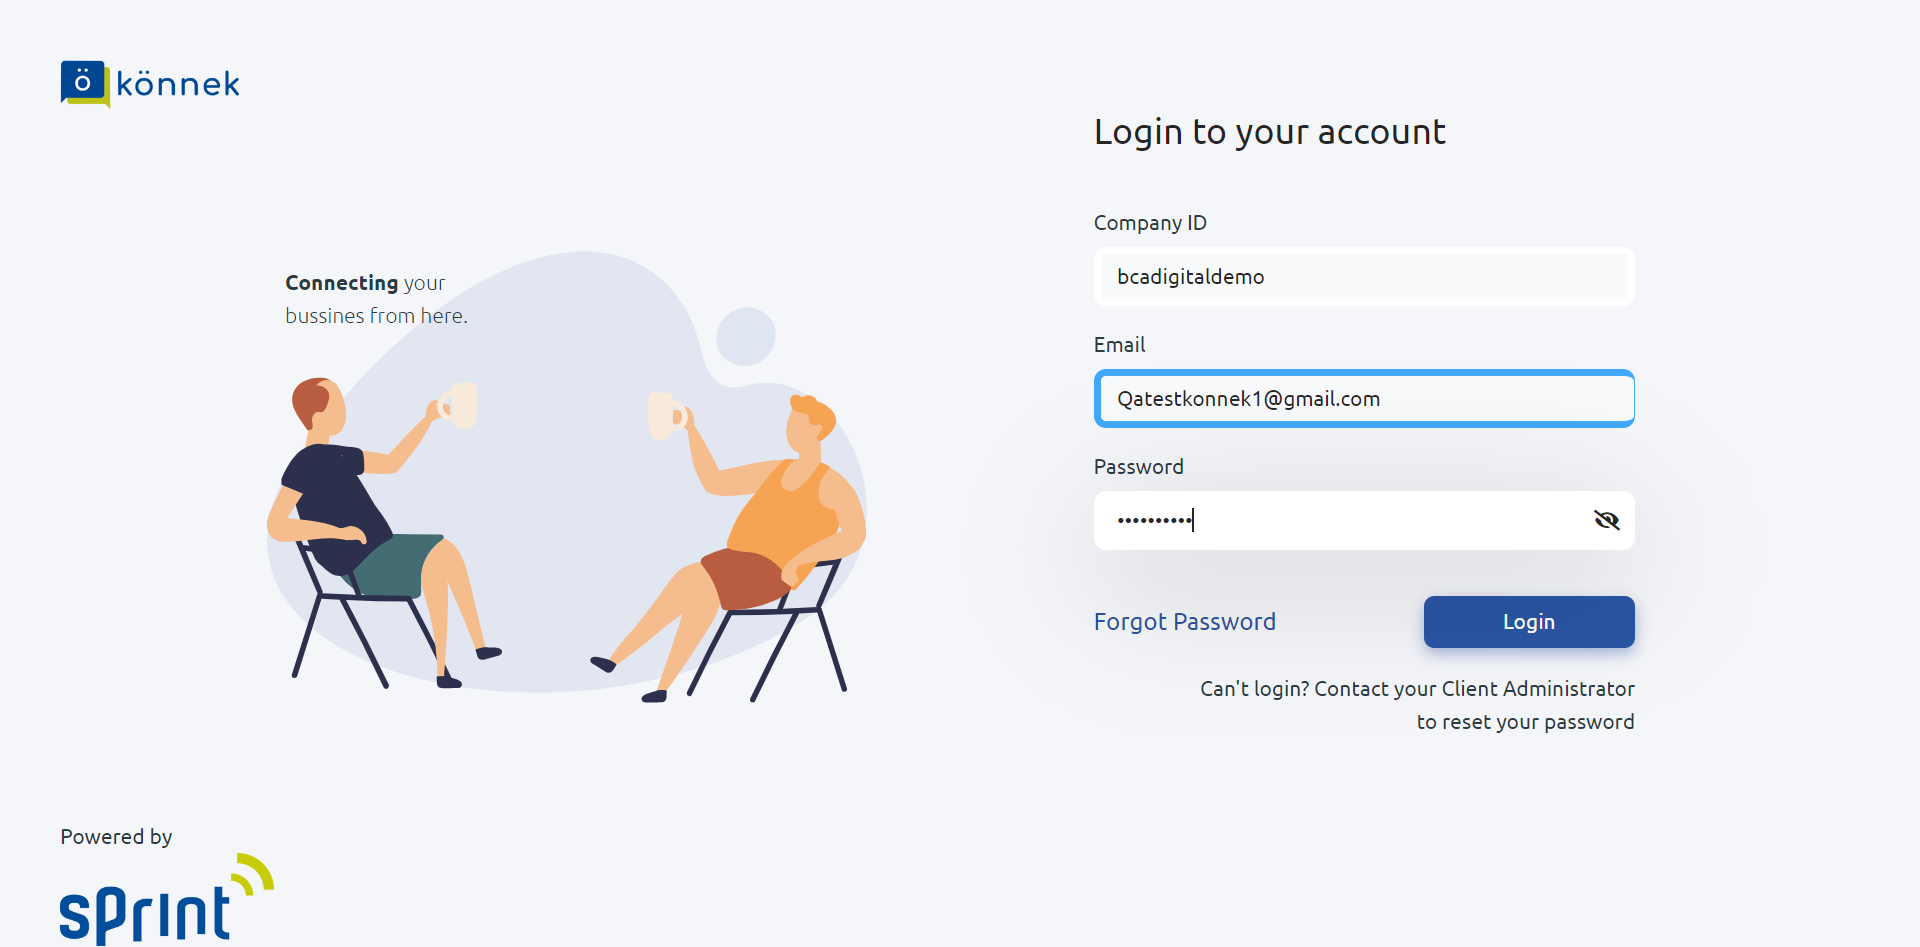 ö könnek
Login to your account
Company ID
bcadigitaldemo
Connecting your
bussines from here.
Email
Qatestkonnek1@gmail.com
Password
••••••••••
Forgot Password
Login
Can't login? Contact your Client Administrator
to reset your password
Powered by
sprint